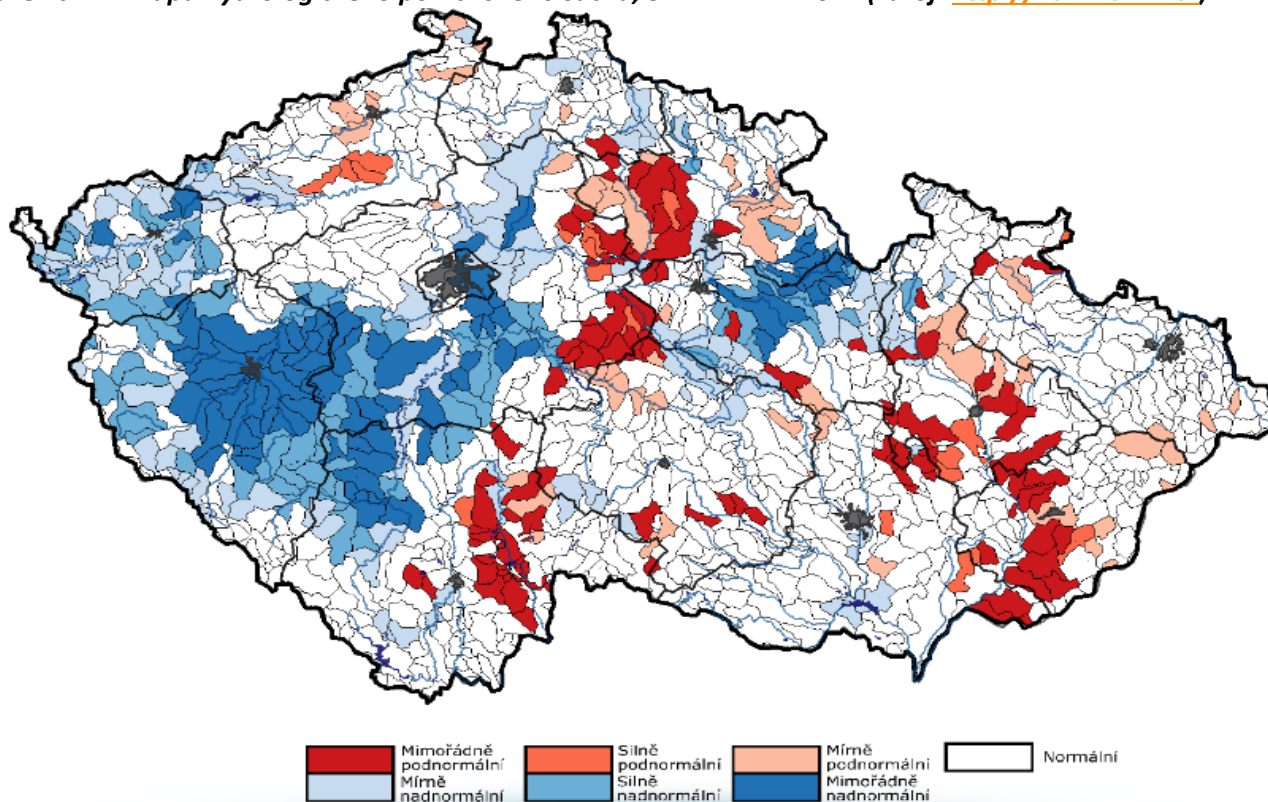 Mimořádně
podnormální
Silně
podnormální
Mírně
podnormální
Normální
Mírně
nadnormální
Silně
nadnormální
Mimořádně
nadnormální